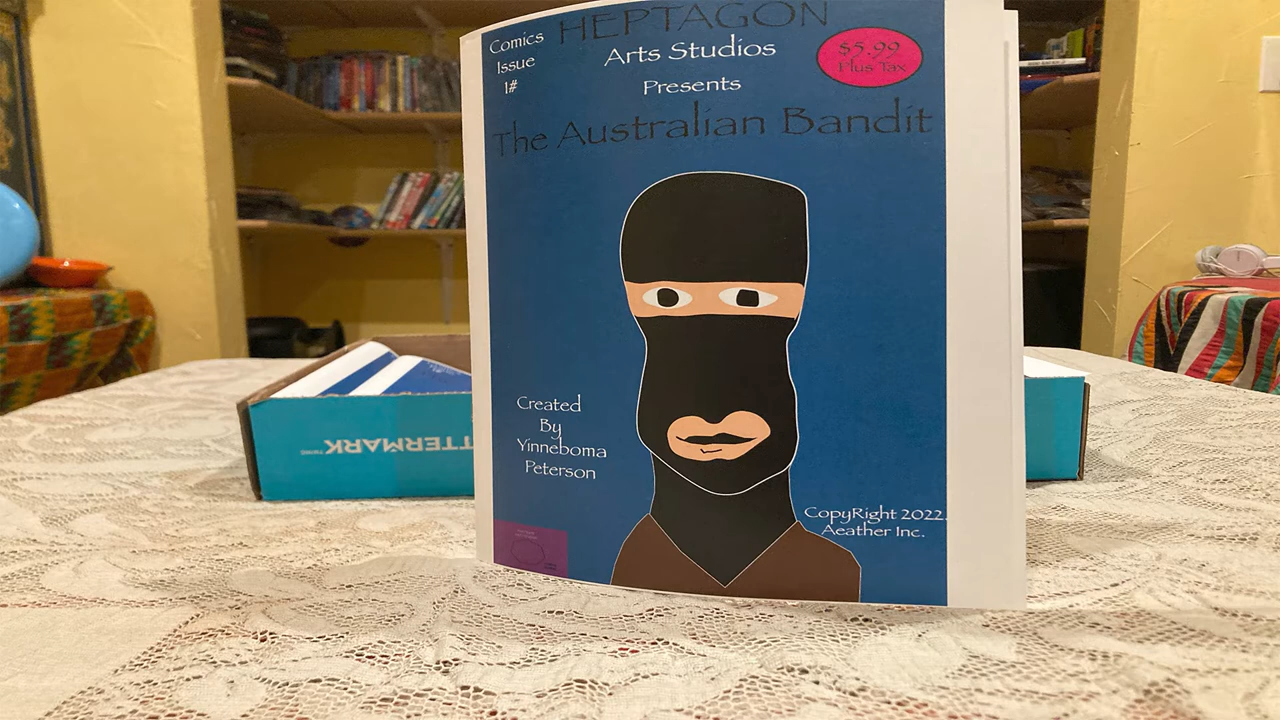 Comics
Issue
1#
HEPTAGON
Arts Studios
Presents
$5.99
Plus Tax
The Australian Bandit
Created
By
Yinneboma
Peterson
CopyRight 2022
Aeather Inc.
TTERMARK